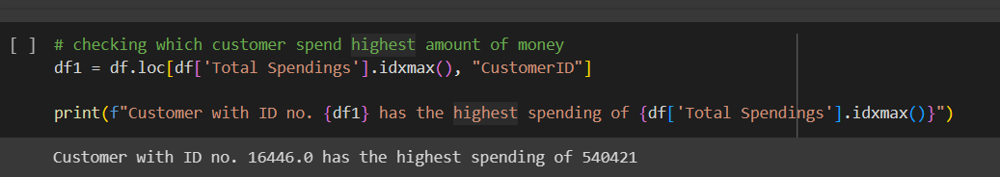 [ ] # checking which customer spend highest amount of money
df1 = df.loc[df['Total Spendings'].idxmax(), "CustomerID"]
print(f"Customer with ID no. {df1} has the highest spending of {df['Total Spendings'].idxmax()}")
Customer with ID no. 16446.0 has the highest spending of 540421